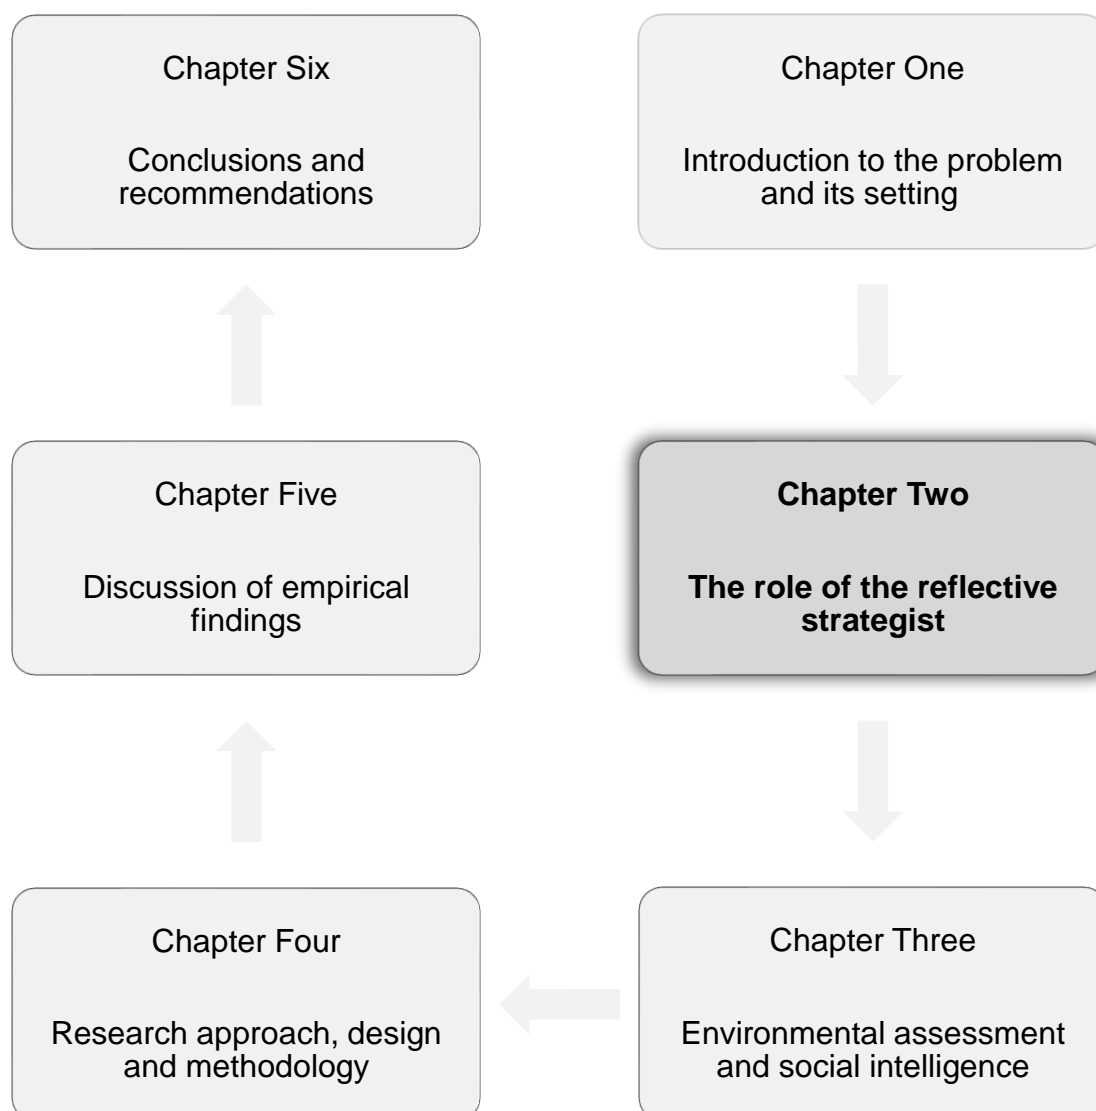 Chapter Six
Conclusions and
recommendations
Chapter One
Introduction to the problem
and its setting
Chapter Five
Discussion of empirical
findings
Chapter Two
The role of the reflective
strategist
Chapter Four
Research approach, design
and methodology
Chapter Three
Environmental assessment
and social intelligence